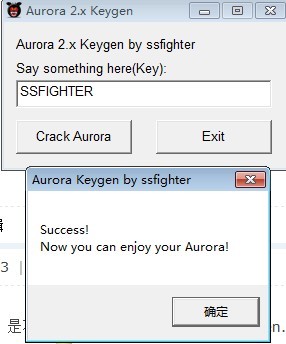 Aurora 2.x Keygen
Aurora 2.x Keygen by ssfighter
Say something here(Key):
SSFIGHTER
Crack Aurora
Exit
Aurora Keygen by ssfighter
Success!
Now you can enjoy your Aurora!
确定
3 |
是
n.